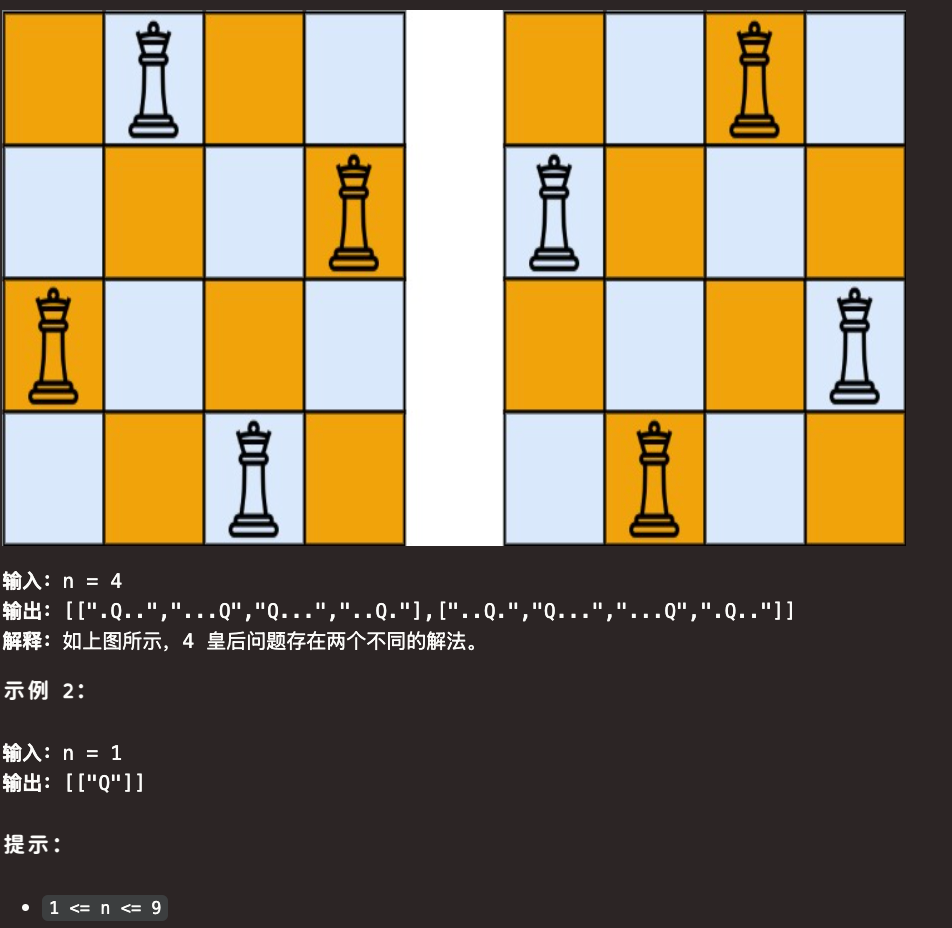 输入：n = 4
输出：[[".Q..","...Q","Q...","..Q."],["..Q.","Q...","...Q",".Q.."]]
解释：如上图所示，4 皇后问题存在两个不同的解法。
示例 2：
输入：n = 1
输出：[["Q"]]
提示：
• 1 <= n <= 9